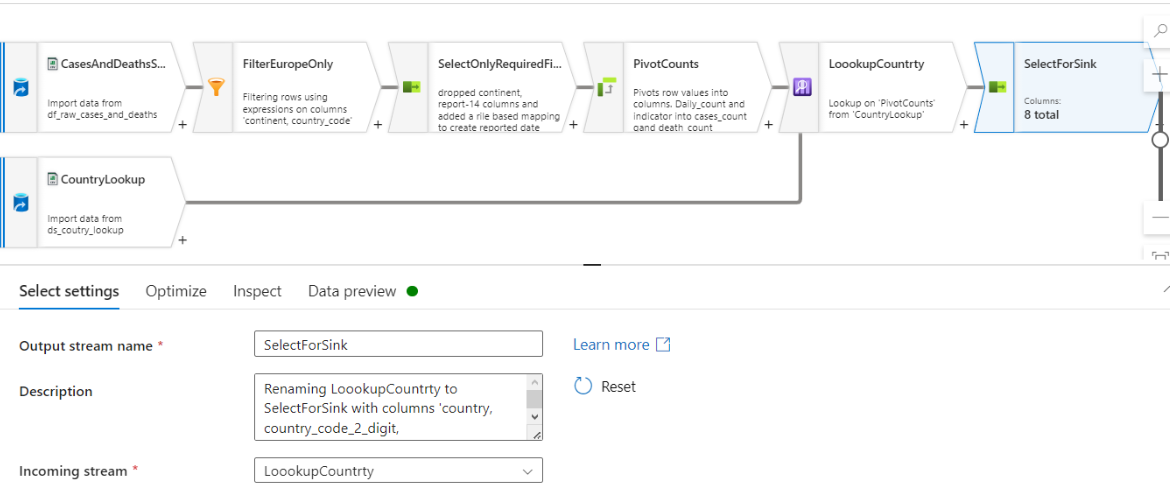 CasesAndDeathsS...
Import data from
df_raw_cases_and_deaths
+
FilterEuropeOnly
Filtering rows using
expressions on columns
'continent, country_code'
+
SelectOnlyRequiredFi...
dropped continent,
report-14 columns and
added a rile based mapping
to create reported date
+
PivotCounts
Pivots row values into
columns. Daily_count and
indicator into cases_count
qand death_count
+
LoookupCountrty
Lookup on 'PivotCounts'
from 'CountryLookup'
+
SelectForSink
Columns:
8 total
CountryLookup
Import data from
ds_coutry_lookup
+
Select settings
Optimize
Inspect
Data preview
Output stream name *
SelectForSink
Learn more
Description
Renaming LoookupCountrty to
SelectForSink with columns 'country,
country_code_2_digit,
Reset
Incoming stream *
LoookupCountrty